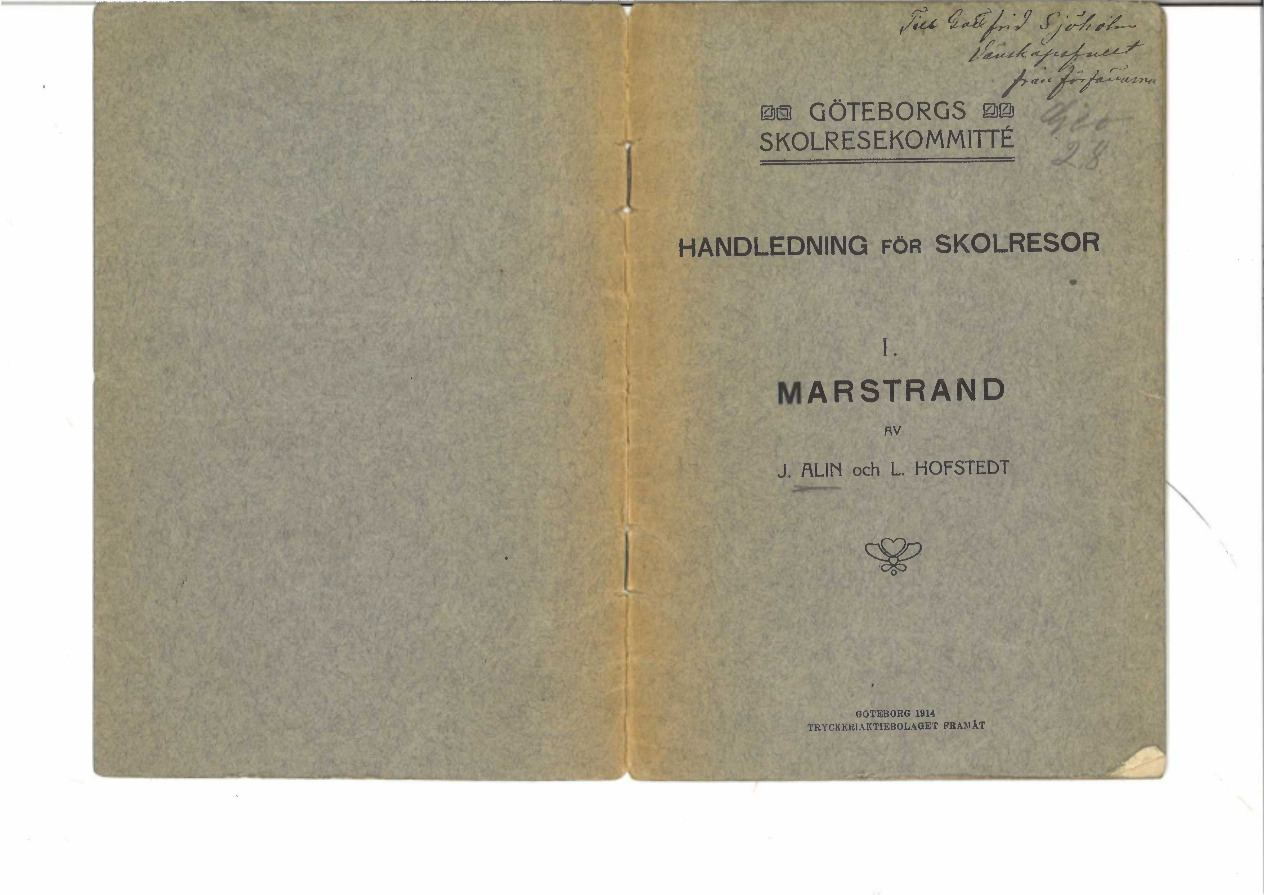 Till Gottfrid Sjöholm
Vänskapsfullt
från författarna
GÖTEBORGS
SKOLRESEKOMMITTÉ
28
HANDLEDNING FÖR SKOLRESOR
I.
MARSTRAND
AV
J. ALIN och L. HOFSTEDT
GÖTEBORG 1914
TRYCKERIAKTIEBOLAGET FRAMÅT